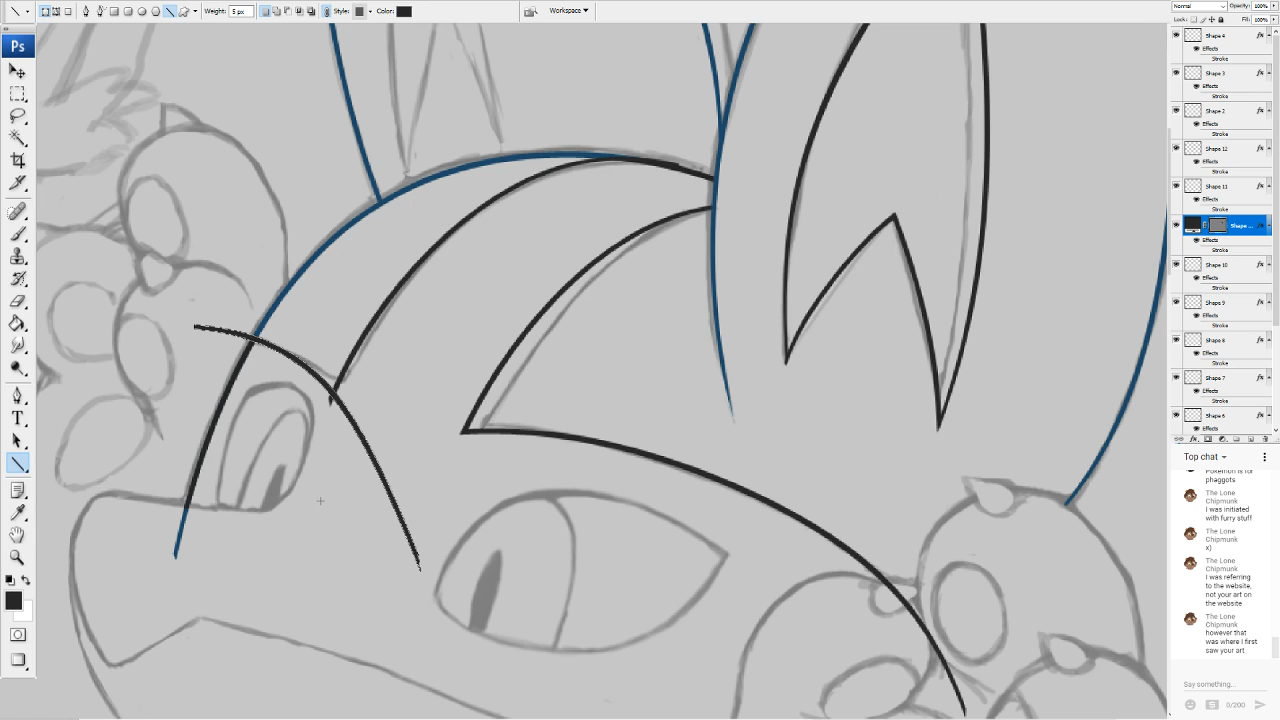 Weight: 5 px Style: Color: Workspace
Ps
Normal Opacity: 100%
Lock: Fill: 100%
Shape 4
Effects
Stroke
Shape 3
Effects
Stroke
Shape 2
Effects
Stroke
Shape 12
Effects
Stroke
Shape 11
Effects
Stroke
Shape ...
Effects
Stroke
Shape 10
Effects
Stroke
Shape 9
Effects
Stroke
Shape 8
Effects
Stroke
Shape 7
Effects
Stroke
Shape 6
Effects
Top chat
Pokemon is for
phaggots
The Lone
Chipmunk
I was initiated
with furry stuff
The Lone
Chipmunk
x)
The Lone
Chipmunk
I was referring
to the website,
not your art on
the website
The Lone
Chipmunk
however that
was where I first
saw your art
Say something...
0/200